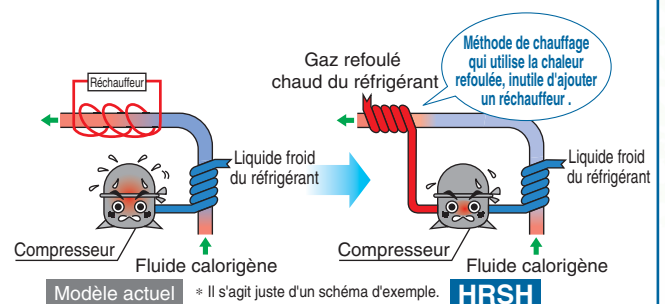 Réchauffeur
Liquide froid
du réfrigérant
Compresseur
Fluide calorigène
Modèle actuel
Gaz refoulé
chaud du réfrigérant
Méthode de chauffage
qui utilise la chaleur
refoulée, inutile d'ajouter
un réchauffeur .
Liquide froid
du réfrigérant
Compresseur
Fluide calorigène
* Il s'agit juste d'un schéma d'exemple.
HRSH